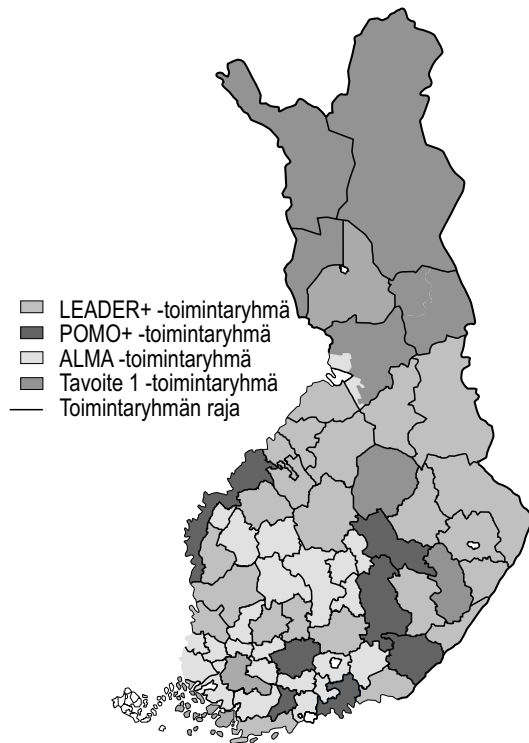 LEADER+ -toimintaryhmä
POMO+ -toimintaryhmä
ALMA -toimintaryhmä
Tavoite 1 -toimintaryhmä
Toimintaryhmän raja